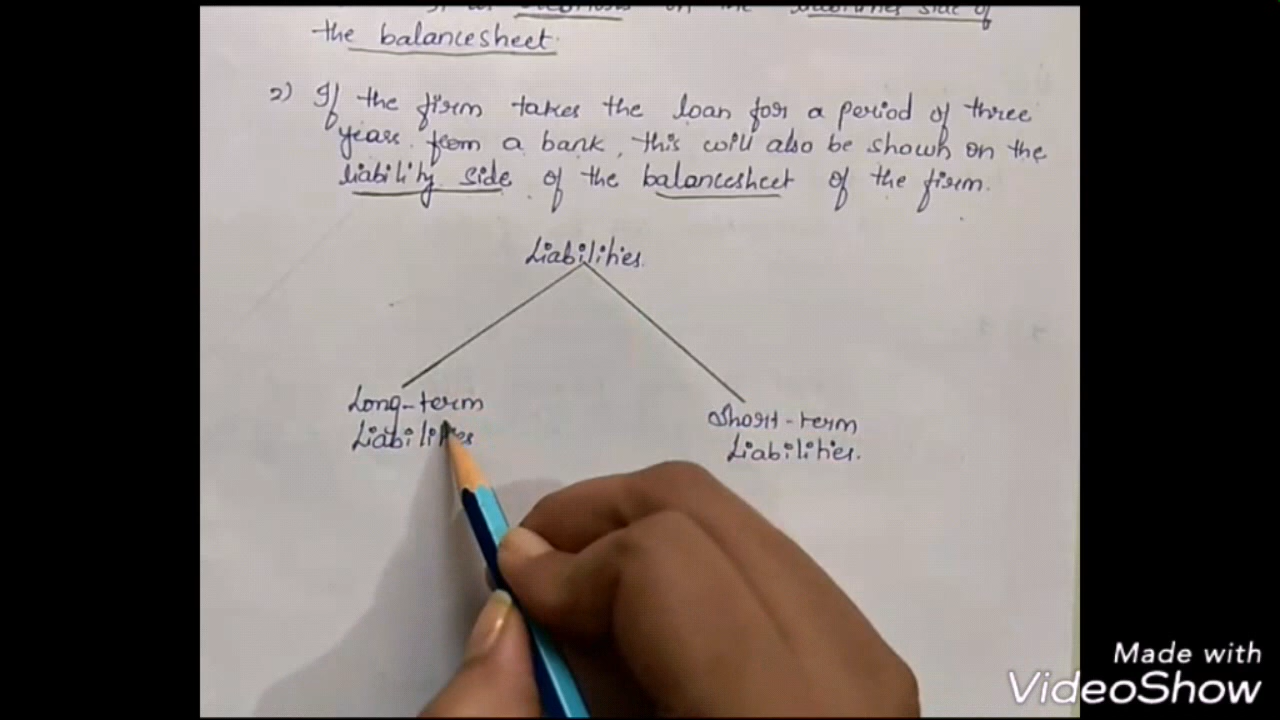 the balancesheet.
2) If the firm takes the loan for a period of three
years from a bank, this will also be shown on the
liability side of the balancesheet of the firm.
Liabilities.
Long-term
Liabilities
Short-term
Liabilities.
Made with
VideoShow